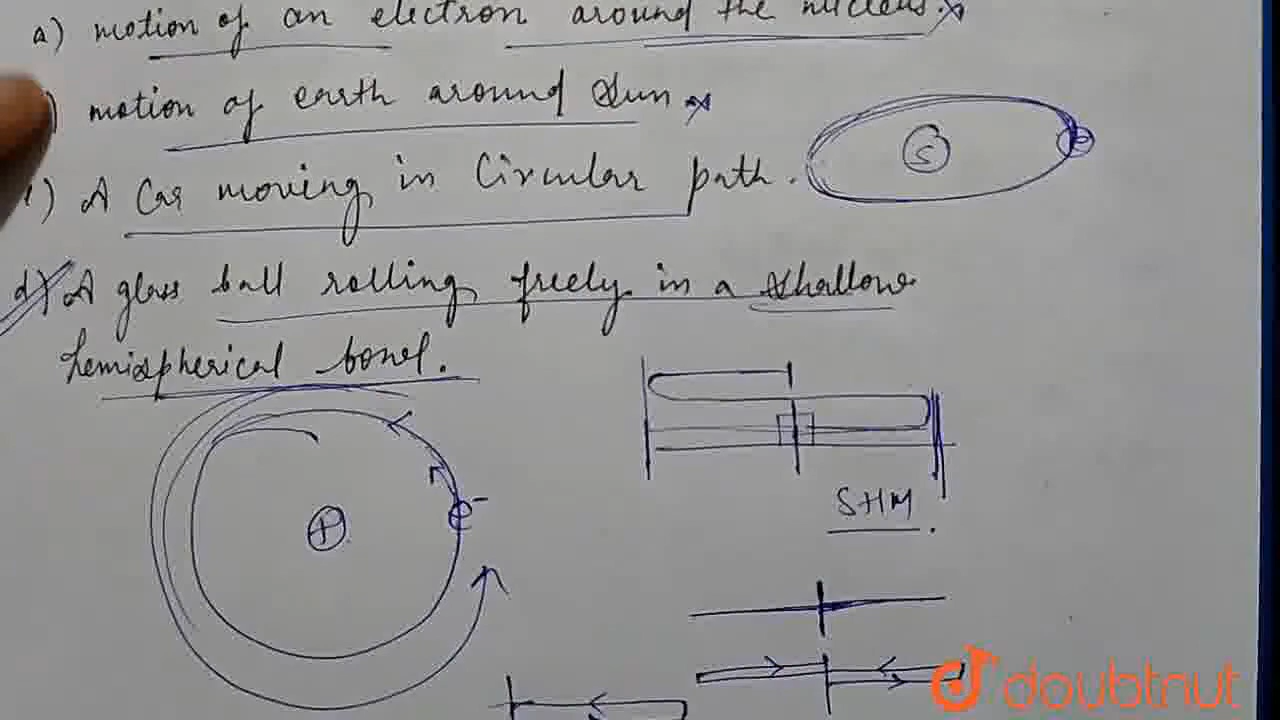 a) motion of an electron around the nucleus.
) motion of earth around Sun
) A Car moving in Circular path.
S
e
d) A glass ball rolling freely in a shallow
hemispherical bowl.
+
e-
SHM
doubtnut